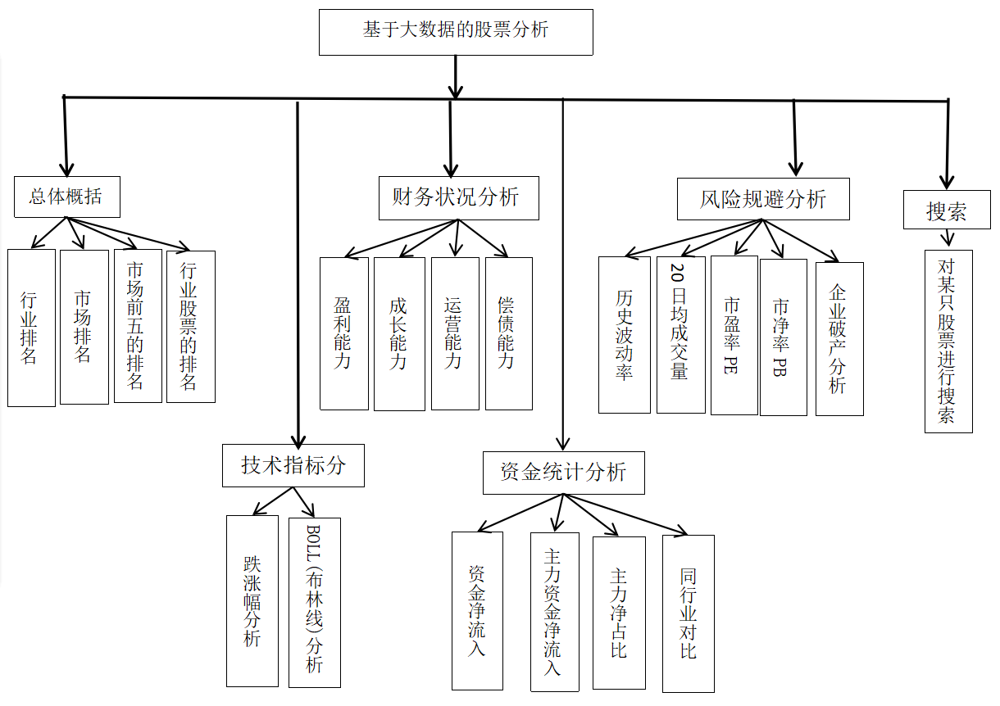 基于大数据的股票分析
总体概括
财务状况分析
风险规避分析
搜索
行业排名
市场排名
市场前五的排名
行业股票的排名
盈利能力
成长能力
运营能力
偿债能力
历史波动率
20日均成交量
市盈率 PE
市净率 PB
企业破产分析
对某只股票进行搜索
技术指标分
资金统计分析
跌涨幅分析
BOLL(布林线)分析
资金净流入
主力资金净流入
主力净占比
同行业对比